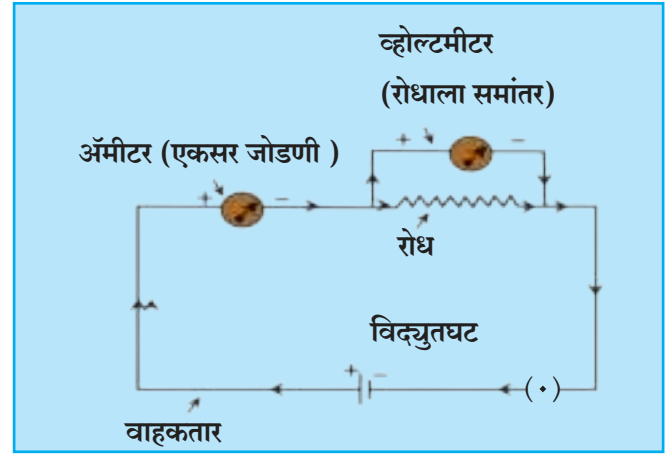 व्होल्टमीटर
(रोधाला समांतर)
ॲमीटर (एकसर जोडणी )
+ -
+ -
रोध
विद्युतघट
+ -
(·)
वाहकतार